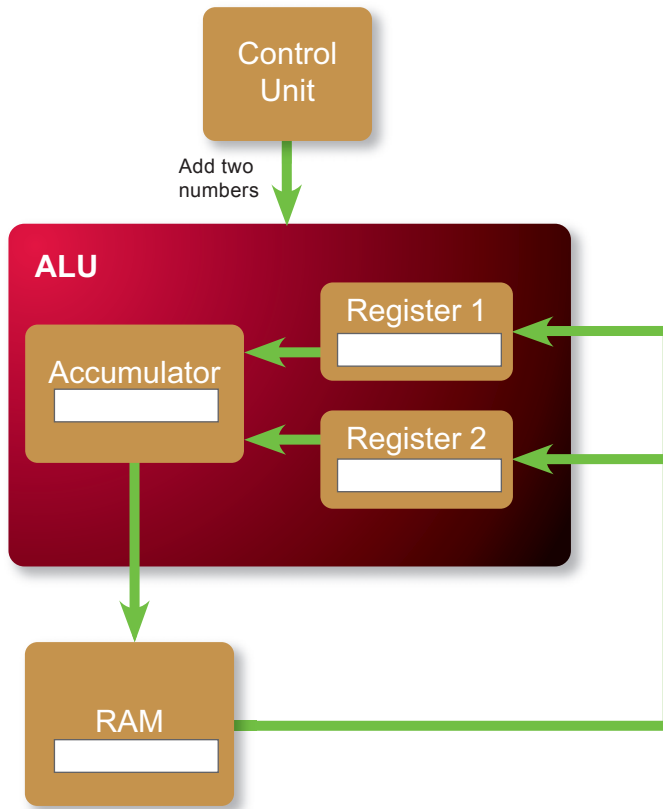 Control
Unit
Add two
numbers
ALU
Register 1
Accumulator
Register 2
RAM